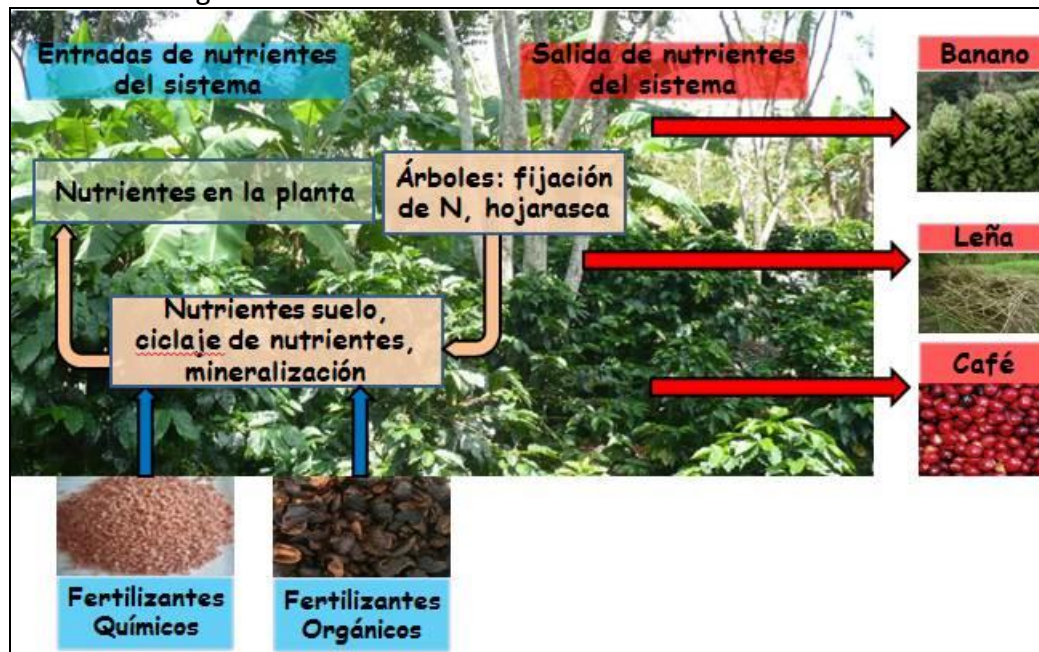 Entradas de nutrientes
del sistema
Salida de nutrientes
del sistema
Banano
Nutrientes en la planta
Árboles: fijación
de N, hojarasca
Leña
Nutrientes suelo,
ciclaje de nutrientes,
mineralización
Café
Fertilizantes
Químicos
Fertilizantes
Orgánicos